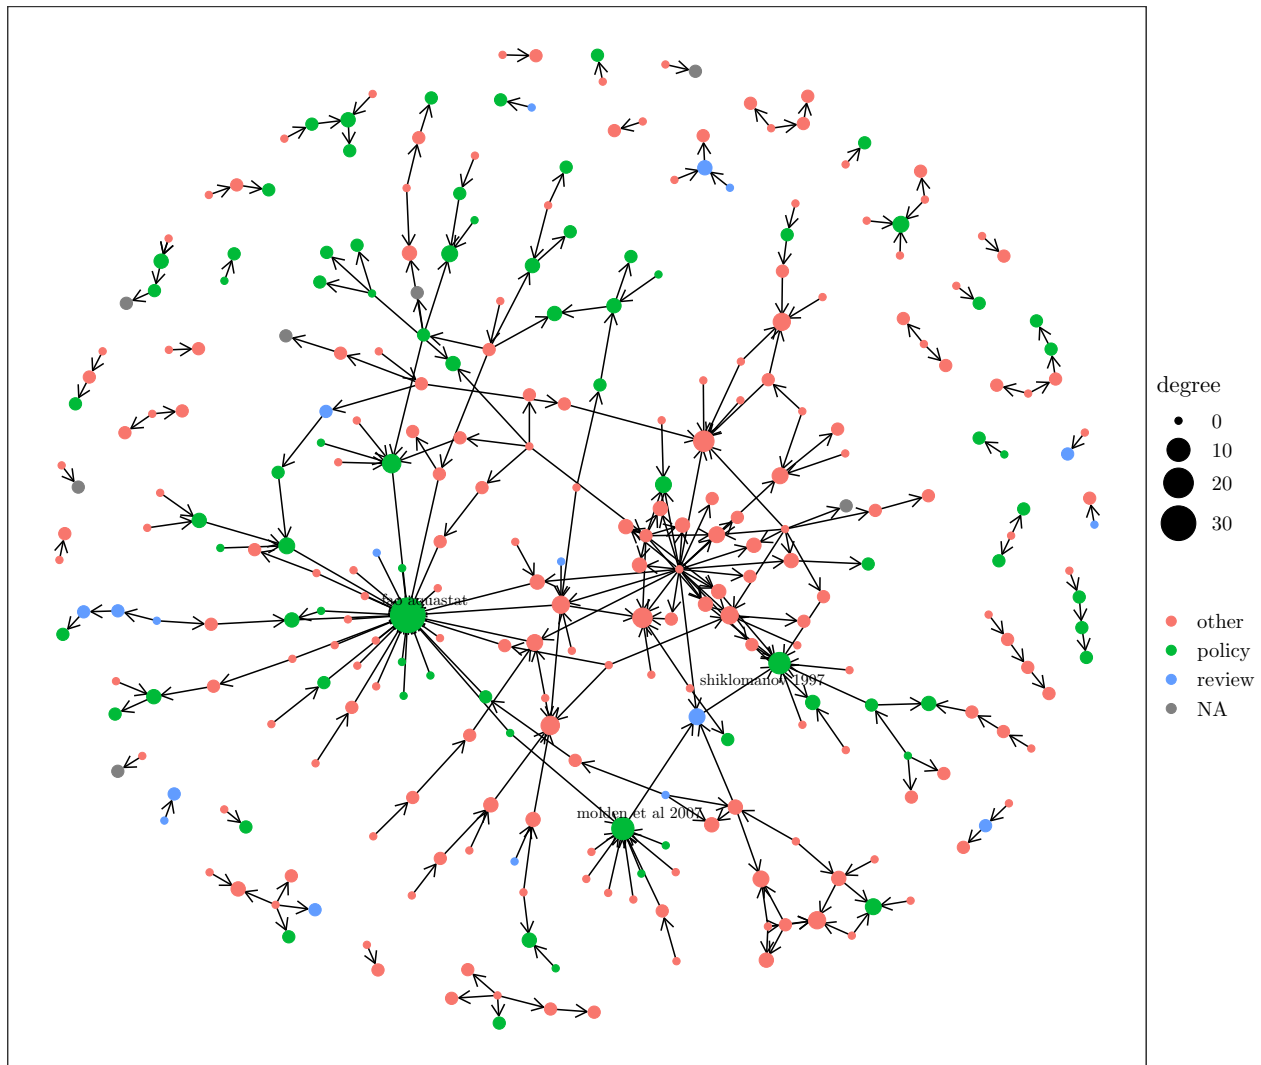 fao aquastat
shiklomanov 1997
molden et al 2007
degree
0
10
20
30
other
policy
review
NA